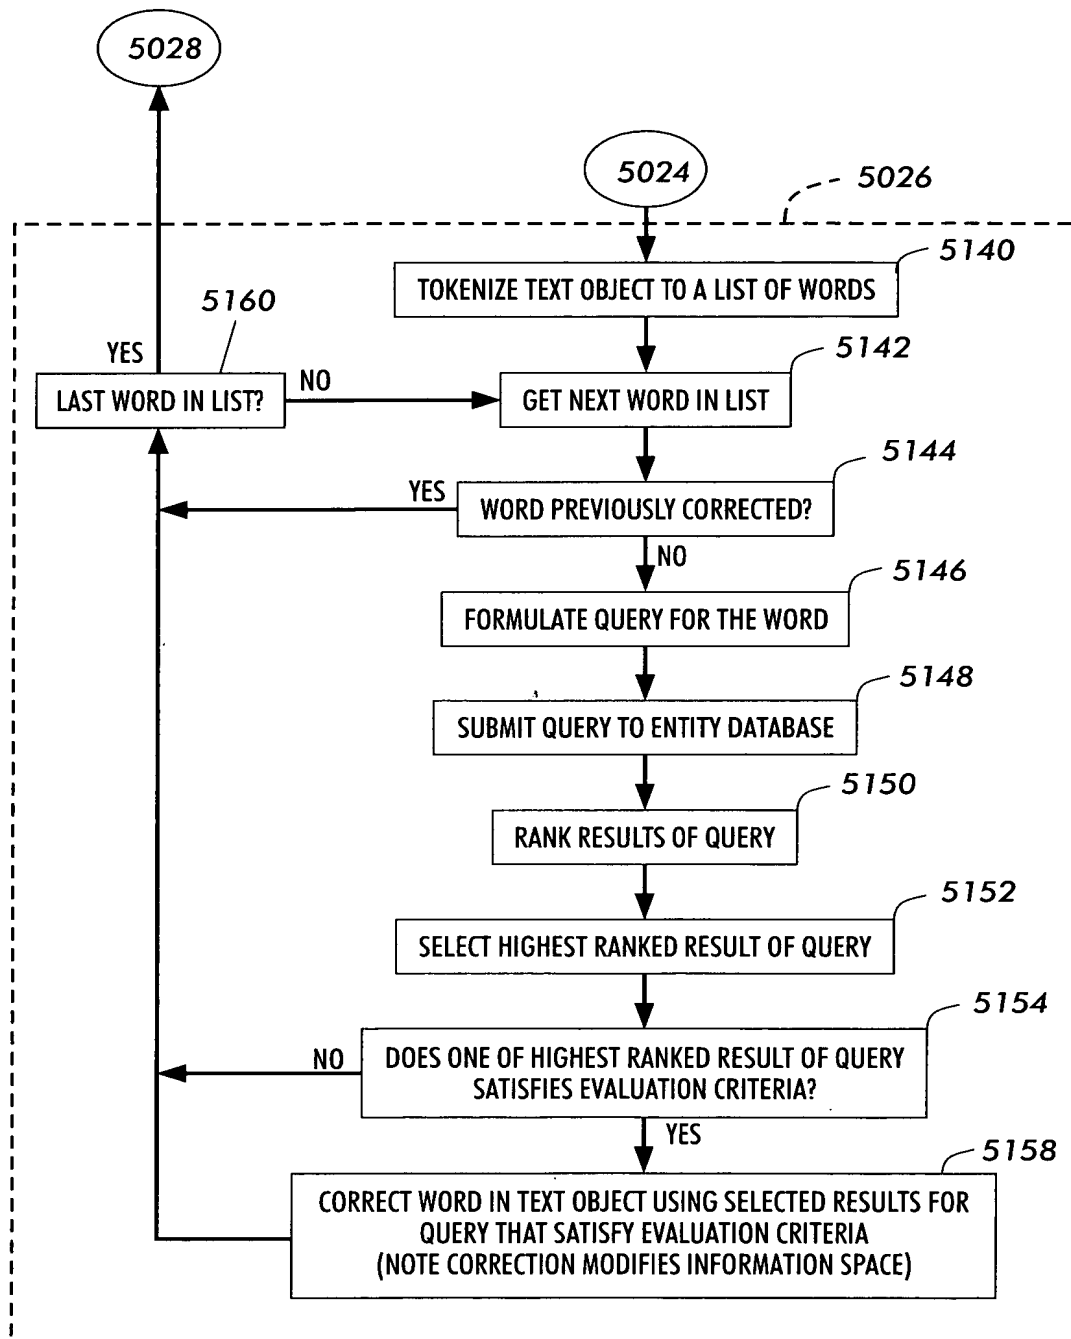 5028
5024
5026
5140
TOKENIZE TEXT OBJECT TO A LIST OF WORDS
5160
YES
5142
LAST WORD IN LIST?
NO
GET NEXT WORD IN LIST
5144
YES
WORD PREVIOUSLY CORRECTED?
NO
5146
FORMULATE QUERY FOR THE WORD
5148
SUBMIT QUERY TO ENTITY DATABASE
5150
RANK RESULTS OF QUERY
5152
SELECT HIGHEST RANKED RESULT OF QUERY
5154
NO
DOES ONE OF HIGHEST RANKED RESULT OF QUERY
SATISFIES EVALUATION CRITERIA?
YES
5158
CORRECT WORD IN TEXT OBJECT USING SELECTED RESULTS FOR
QUERY THAT SATISFY EVALUATION CRITERIA
(NOTE CORRECTION MODIFIES INFORMATION SPACE)